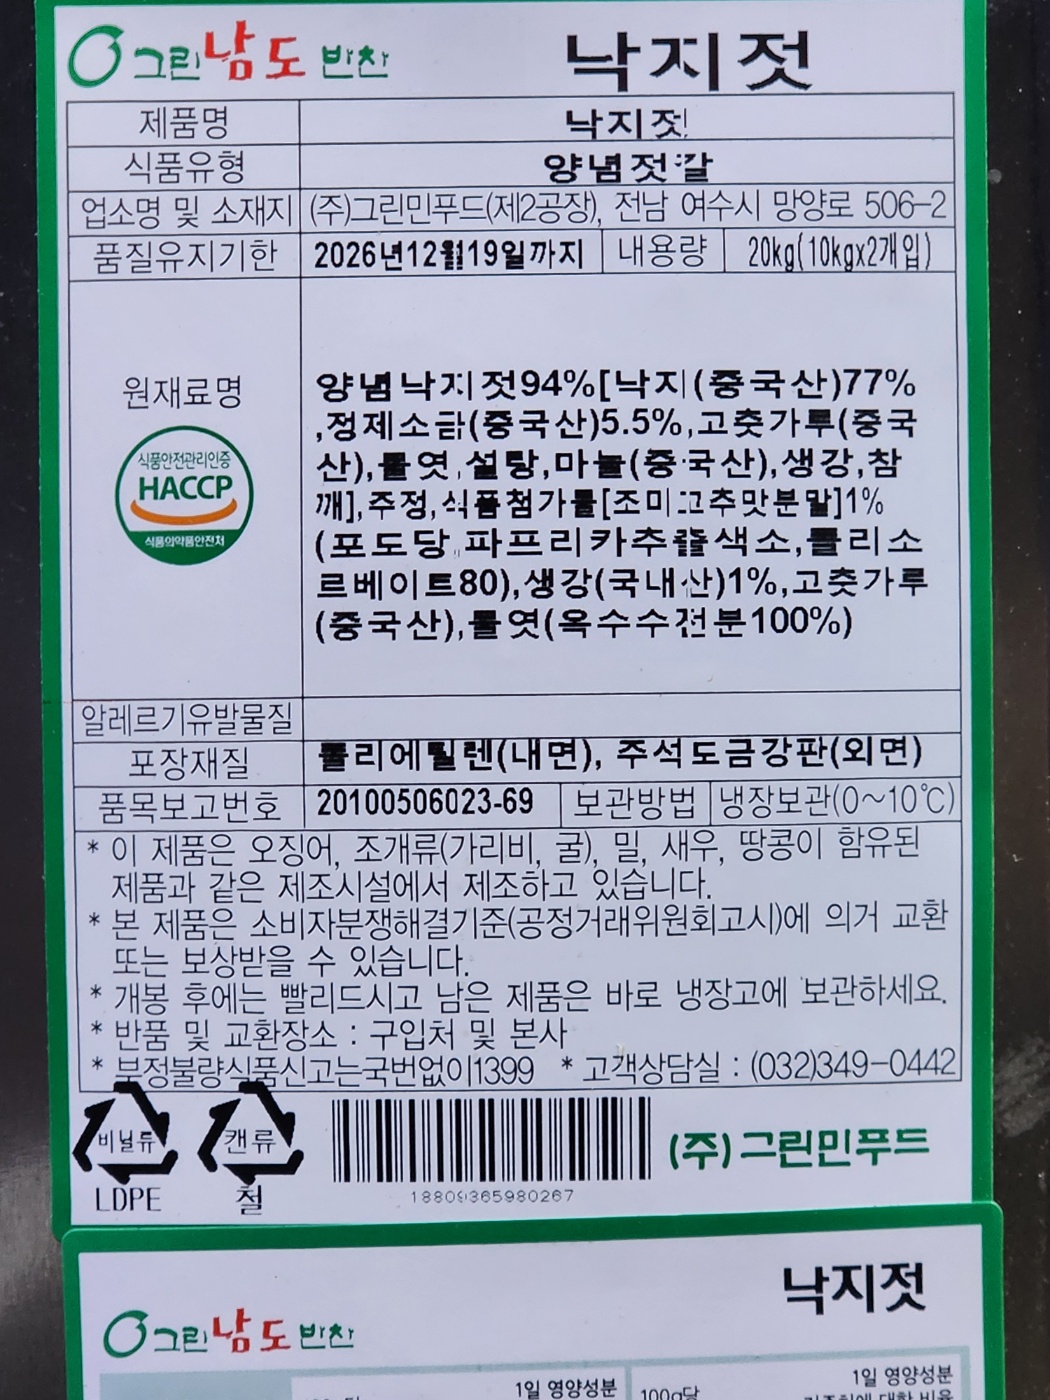 그린남도반찬
낙지젓
제품명 낙지젓
식품유형 양념젓갈
업소명 및 소재지 (주)그린민푸드(제2공장), 전남 여수시 망양로 506-2
품질유지기한 2026년12월19일까지 내용량 20kg(10kgx2개입)
원재료명
양념낙지젓94%[낙지(중국산)77%
,정제소금(중국산)5.5%,고춧가루(중국
산),물엿,설탕,마늘(중국산),생강,참
깨],주정,식품첨가물[조미고추맛분말]1%
(포도당,파프리카추출색소,폴리소
르베이트80),생강(국내산)1%,고춧가루
(중국산),물엿(옥수수전분100%)
식품안전관리인증
HACCP
식품의약품안전처
알레르기유발물질
포장재질 폴리에틸렌(내면), 주석도금강판(외면)
품목보고번호 20100506023-69 보관방법 냉장보관(0~10℃)
* 이 제품은 오징어, 조개류(가리비, 굴), 밀, 새우, 땅콩이 함유된
제품과 같은 제조시설에서 제조하고 있습니다.
* 본 제품은 소비자분쟁해결기준(공정거래위원회고시)에 의거 교환
또는 보상받을 수 있습니다.
* 개봉 후에는 빨리드시고 남은 제품은 바로 냉장고에 보관하세요.
* 반품 및 교환장소 : 구입처 및 본사
* 부정불량식품신고는국번없이1399 * 고객상담실 : (032)349-0442
비닐류
LDPE
캔류
철
18809365980267
(주)그린민푸드
낙지젓
그린남도반찬
1일 영양성분
100g당
1일 영양성분